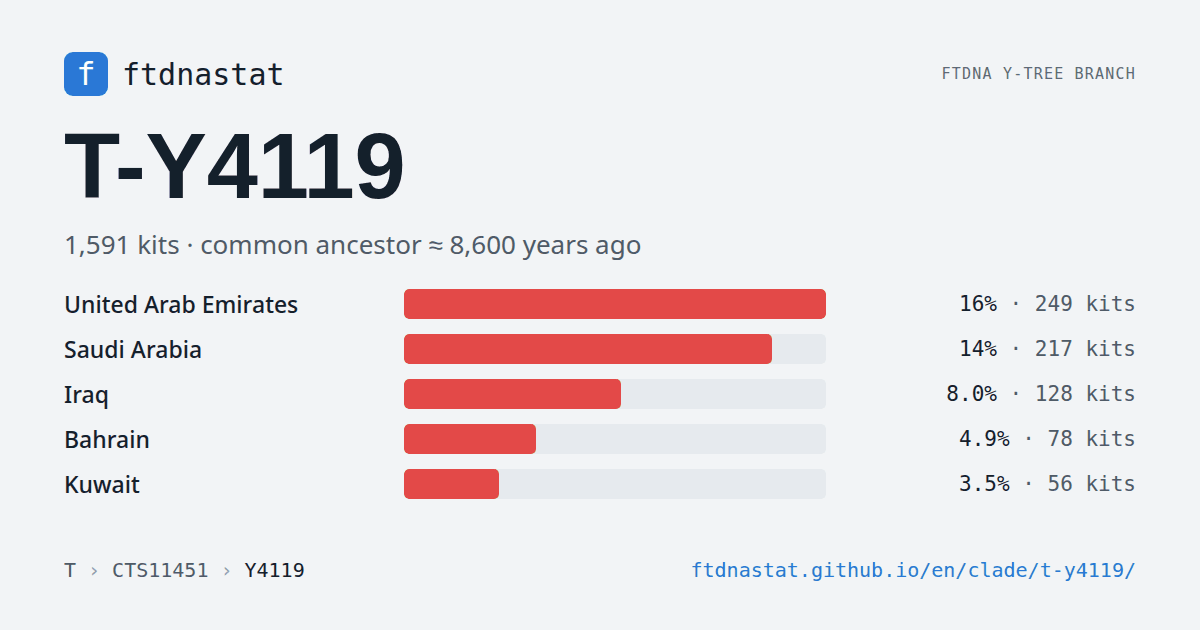 f ftdnastat FTDNA Y-TREE BRANCH
T-Y4119
1,591 kits · common ancestor ≈ 8,600 years ago
United Arab Emirates 16% · 249 kits
Saudi Arabia 14% · 217 kits
Iraq 8.0% · 128 kits
Bahrain 4.9% · 78 kits
Kuwait 3.5% · 56 kits
T › CTS11451 › Y4119 ftdnastat.github.io/en/clade/t-y4119/